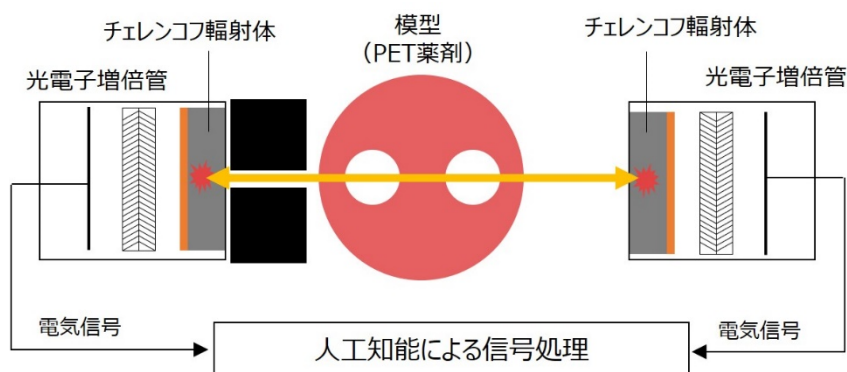 チェレンコフ輻射体
模型
（PET薬剤）
チェレンコフ輻射体
光電子増倍管
光電子増倍管
電気信号
電気信号
人工知能による信号処理